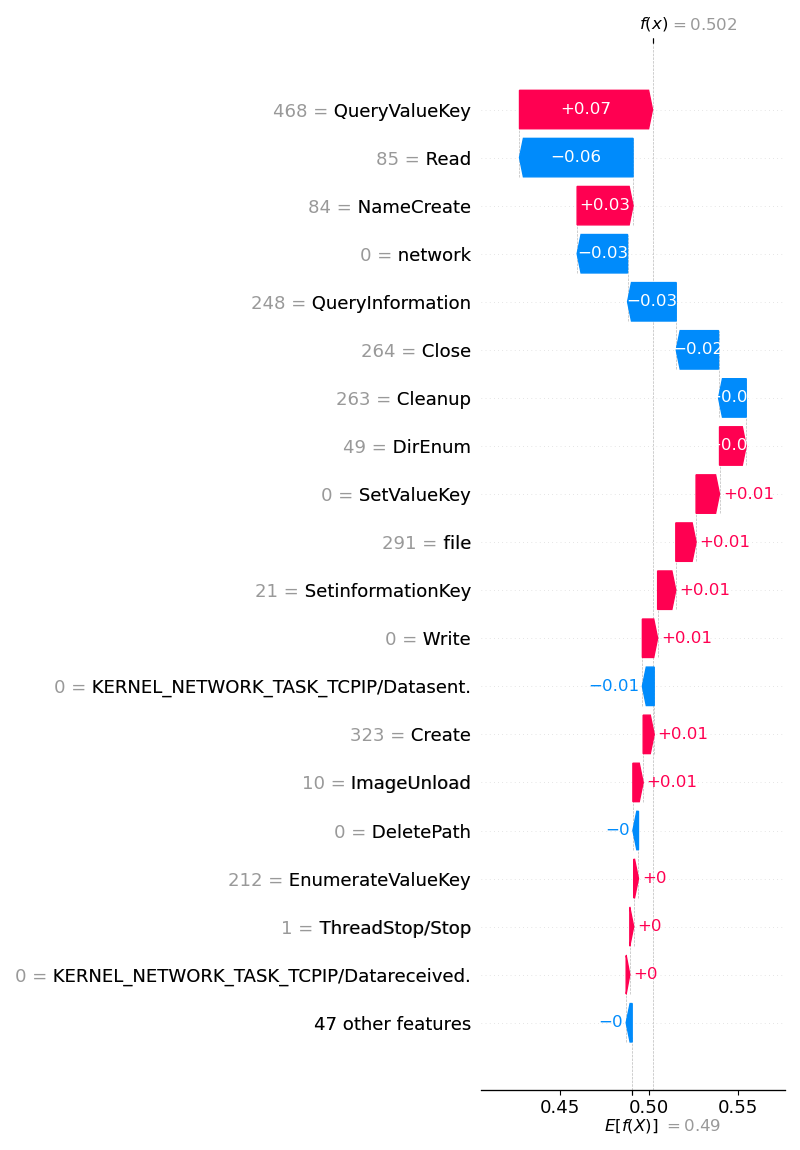 f(x) = 0.502
468 = QueryValueKey +0.07
85 = Read −0.06
84 = NameCreate +0.03
0 = network −0.03
248 = QueryInformation −0.03
264 = Close −0.02
263 = Cleanup
49 = DirEnum
0 = SetValueKey +0.01
291 = file +0.01
21 = SetinformationKey +0.01
0 = Write +0.01
0 = KERNEL_NETWORK_TASK_TCPIP/Datasent. −0.01
323 = Create +0.01
10 = ImageUnload +0.01
0 = DeletePath −0
212 = EnumerateValueKey +0
1 = ThreadStop/Stop +0
0 = KERNEL_NETWORK_TASK_TCPIP/Datareceived. +0
47 other features −0
0.45 0.50 0.55
E[f(X)] = 0.49